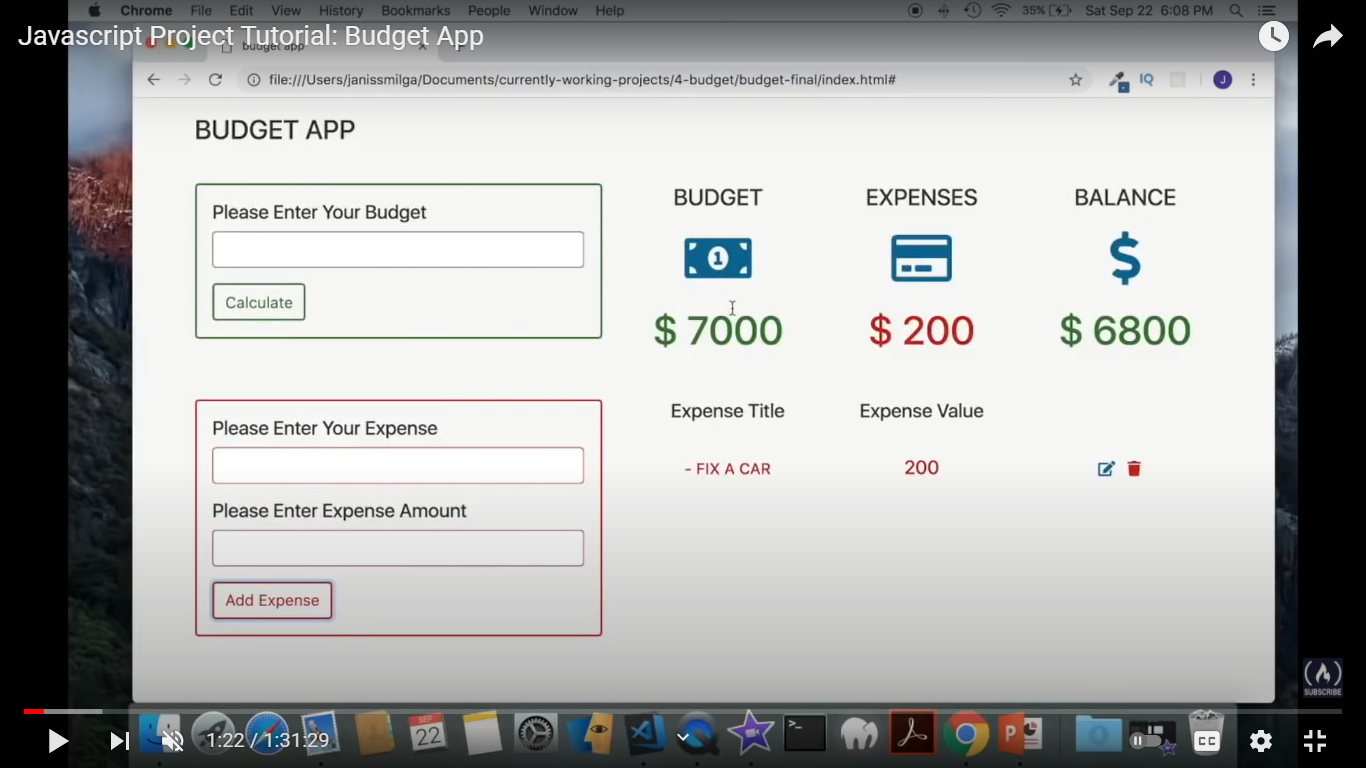 Chrome File Edit View History Bookmarks People Window Help 35% Sat Sep 22 6:08 PM
Javascript Project Tutorial: Budget App
budget app
file:///Users/janissmilga/Documents/currently-working-projects/4-budget/budget-final/index.html#
IQ
J
BUDGET APP
Please Enter Your Budget
Calculate
BUDGET EXPENSES BALANCE
1
$ 7000 $ 200 $ 6800
Please Enter Your Expense
Please Enter Expense Amount
Add Expense
Expense Title Expense Value
- FIX A CAR 200
SUBSCRIBE
SEP
22
P
1:22 / 1:31:29
CC